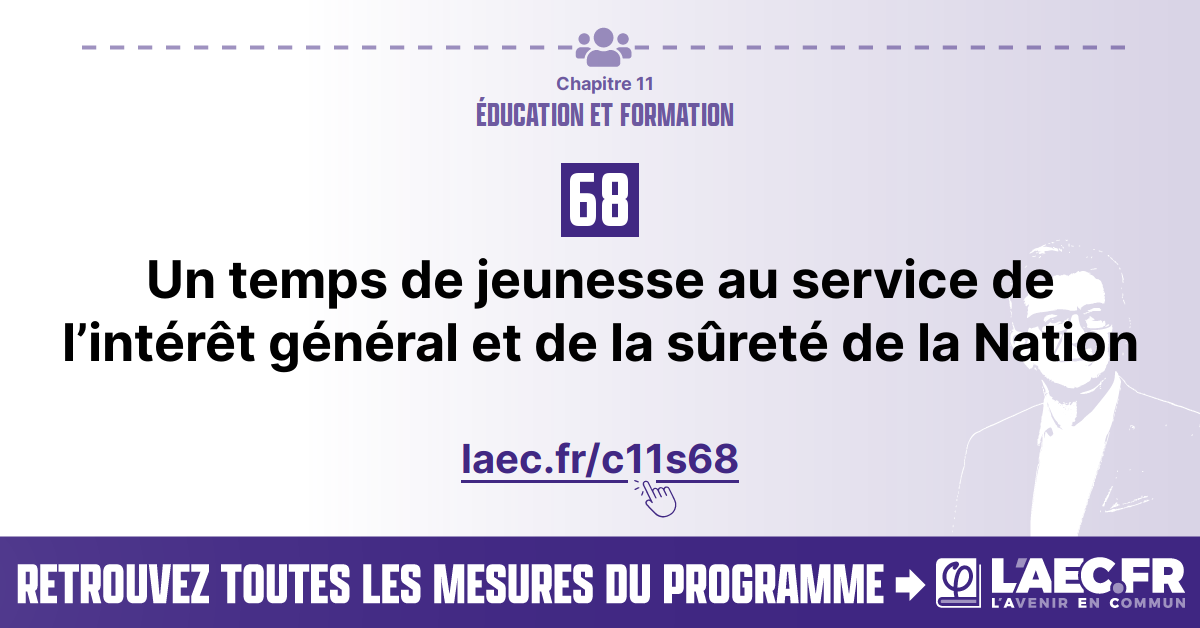 Chapitre 11
ÉDUCATION ET FORMATION
68
Un temps de jeunesse au service de
l’intérêt général et de la sûreté de la Nation
laec.fr/c11s68
RETROUVEZ TOUTES LES MESURES DU PROGRAMME
φ L'AEC.FR
L'AVENIR EN COMMUN